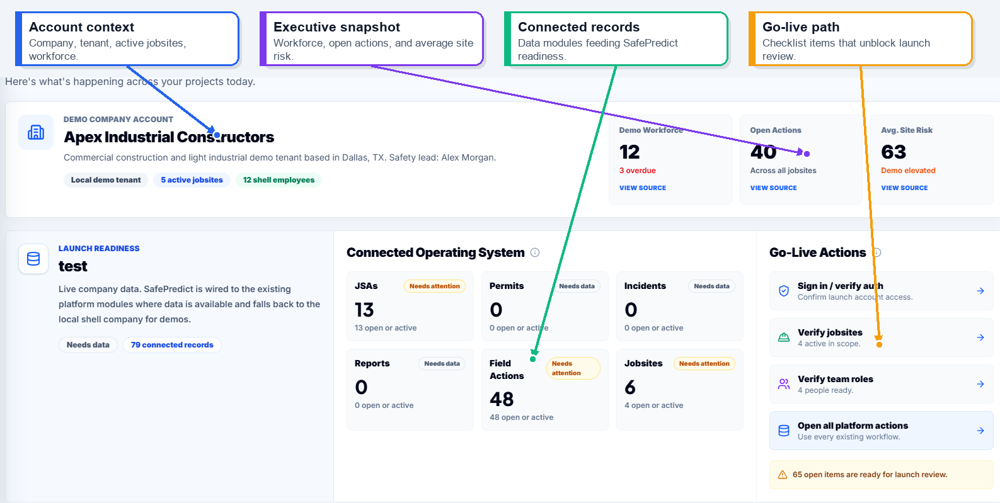 Account context
Company, tenant, active jobsites,
workforce.
Executive snapshot
Workforce, open actions, and average site
risk.
Connected records
Data modules feeding SafePredict
readiness.
Go-live path
Checklist items that unblock launch
review.
Here's what's happening across your projects today.
DEMO COMPANY ACCOUNT
Apex Industrial Constructors
Commercial construction and light industrial demo tenant based in Dallas, TX. Safety lead: Alex Morgan.
Local demo tenant
5 active jobsites
12 shell employees
Demo Workforce
12
3 overdue
VIEW SOURCE
Open Actions
40
Across all jobsites
VIEW SOURCE
Avg. Site Risk
63
Demo elevated
VIEW SOURCE
LAUNCH READINESS
test
Live company data. SafePredict is wired to the existing
platform modules where data is available and falls back to the
local shell company for demos.
Needs data
79 connected records
Connected Operating System
JSAs
Needs attention
13
13 open or active
Permits
Needs data
0
0 open or active
Incidents
Needs data
0
0 open or active
Reports
Needs data
0
0 open or active
Field
Actions
Needs
attention
48
48 open or active
Jobsites
Needs attention
6
4 open or active
Go-Live Actions
Sign in / verify auth
Confirm launch account access.
Verify jobsites
4 active in scope.
Verify team roles
4 people ready.
Open all platform actions
Use every existing workflow.
65 open items are ready for launch review.